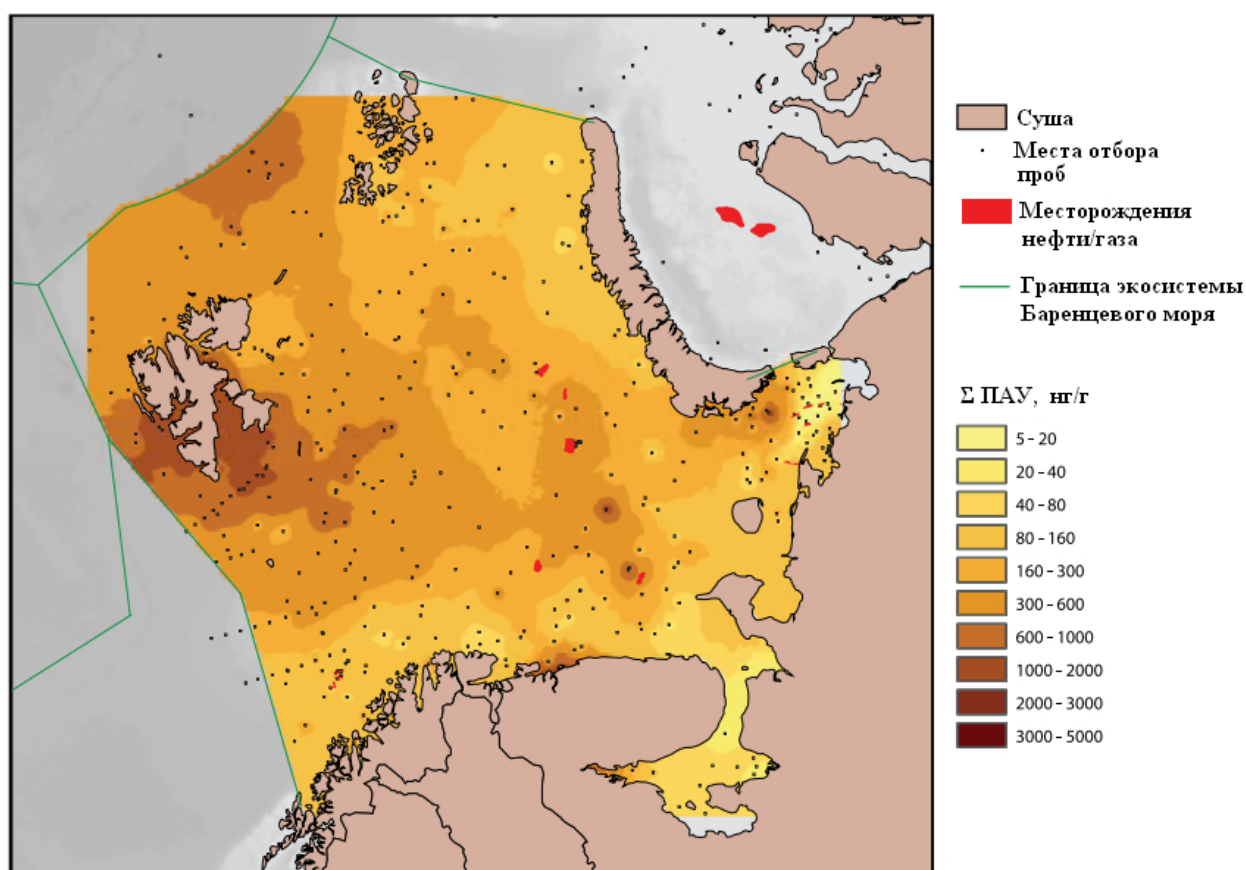 Суша
Места отбора
проб
Месторождения
нефти/газа
Граница экосистемы
Баренцевого моря
Σ ПАУ, нг/г
5 – 20
20 – 40
40 – 80
80 – 160
160 – 300
300 – 600
600 – 1000
1000 – 2000
2000 – 3000
3000 – 5000